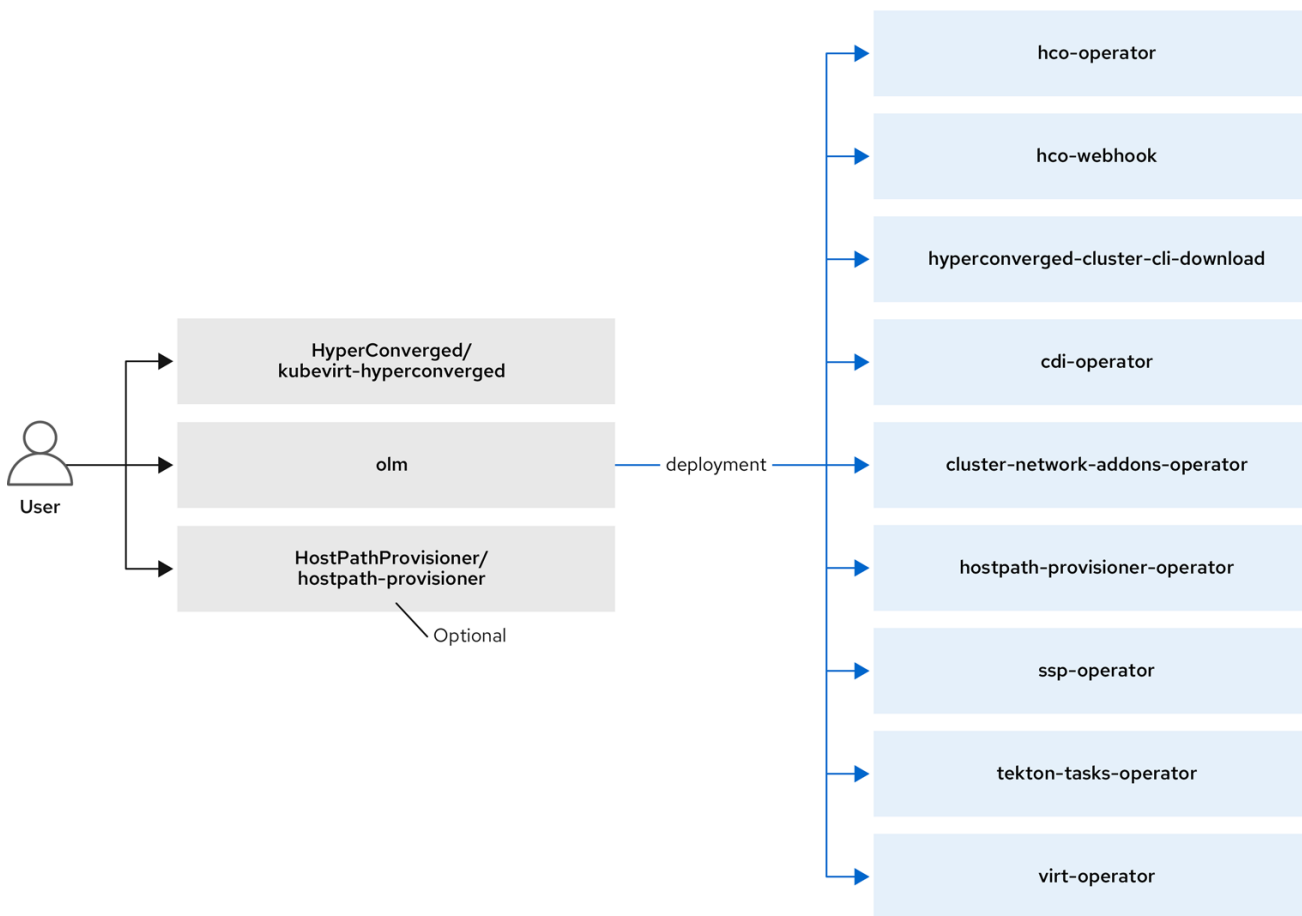 User
HyperConverged/
kubevirt-hyperconverged
olm
HostPathProvisioner/
hostpath-provisioner
Optional
deployment
hco-operator
hco-webhook
hyperconverged-cluster-cli-download
cdi-operator
cluster-network-addons-operator
hostpath-provisioner-operator
ssp-operator
tekton-tasks-operator
virt-operator